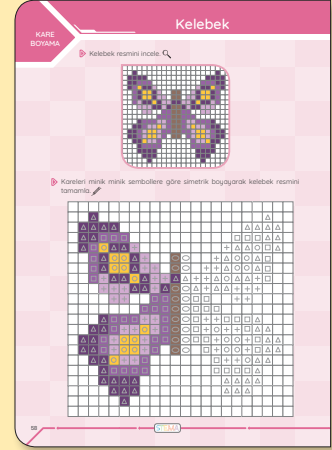 KARE
BOYAMA
Kelebek
Kelebek resmini incele.
Kareleri minik minik sembollere göre simetrik boyayarak kelebek resmini
tamamla.
58